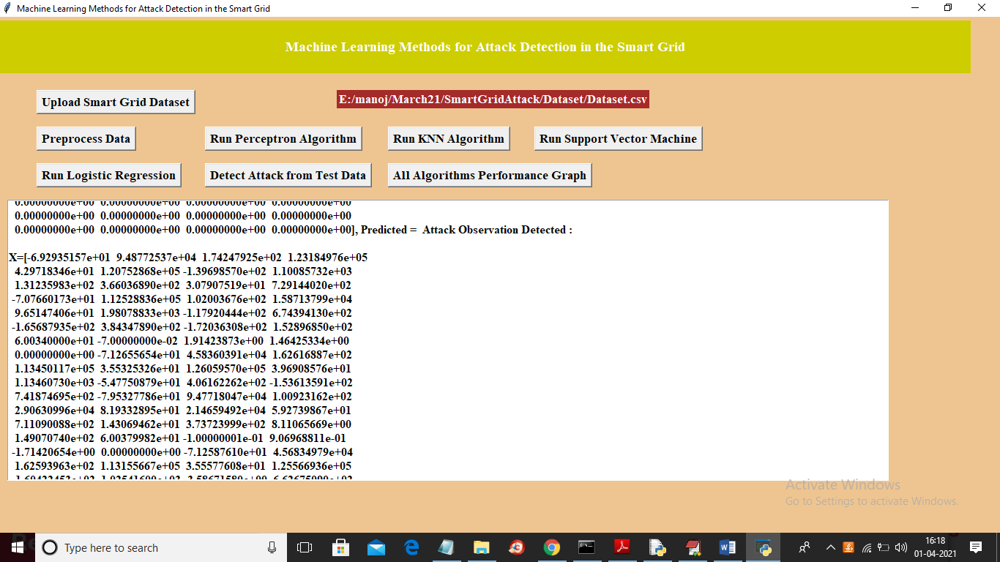 Machine Learning Methods for Attack Detection in the Smart Grid
Machine Learning Methods for Attack Detection in the Smart Grid
Upload Smart Grid Dataset
E:/manoj/March21/SmartGridAttack/Dataset/Dataset.csv
Preprocess Data
Run Perceptron Algorithm
Run KNN Algorithm
Run Support Vector Machine
Run Logistic Regression
Detect Attack from Test Data
All Algorithms Performance Graph
0.00000000e+00 0.00000000e+00 0.00000000e+00 0.00000000e+00
0.00000000e+00 0.00000000e+00 0.00000000e+00 0.00000000e+00
0.00000000e+00 0.00000000e+00 0.00000000e+00 0.00000000e+00], Predicted = Attack Observation Detected :
X=[-6.92935157e+01 9.48772537e+04 1.74247925e+02 1.23184976e+05
4.29718346e+01 1.20752868e+05 -1.39698570e+02 1.10085732e+03
1.31235983e+02 3.66036890e+02 3.07907519e+01 7.29144020e+02
-7.07660173e+01 1.12528836e+05 1.02003676e+02 1.58713799e+04
9.65147406e+01 1.98078833e+03 -1.17920444e+02 6.74394130e+02
-1.65687935e+02 3.84347890e+02 -1.72036308e+02 1.52896850e+02
6.00340000e+01 -7.00000000e-02 1.91423873e+00 1.46425334e+00
0.00000000e+00 -7.12655654e+01 4.58360391e+04 1.62616887e+02
1.13450117e+05 3.55325326e+01 1.26059570e+05 3.96908576e+01
1.13460730e+03 -5.47750879e+01 4.06162262e+02 -1.53613591e+02
7.41874695e+02 -7.95327786e+01 9.47718047e+04 1.00923162e+02
2.90630996e+04 8.19332895e+01 2.14659492e+04 5.92739867e+01
7.11090088e+02 1.43069462e+01 3.73723999e+02 8.11065669e+00
1.49070740e+02 6.00379982e+01 -1.00000001e-01 9.06968811e-01
-1.71420654e+00 0.00000000e+00 -7.12587610e+01 4.56834979e+04
1.62593963e+02 1.13155667e+05 3.55577608e+01 1.25566936e+05
Activate Windows
Go to Settings to activate Windows.
Type here to search
16:18
01-04-2021